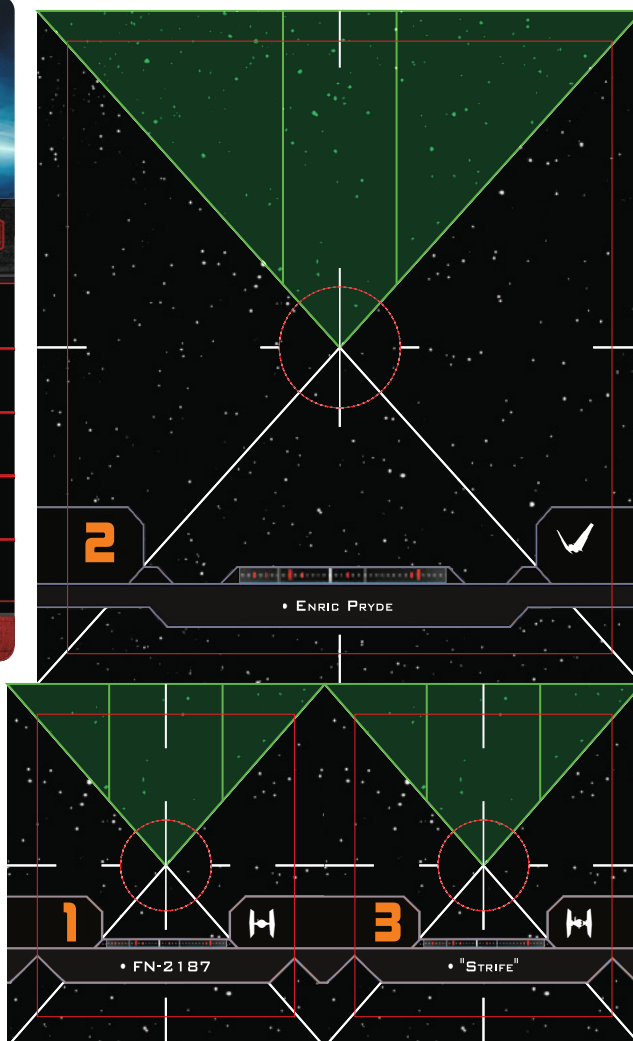 2
• Enric Pryde
1
• FN-2187
3
• "Strife"